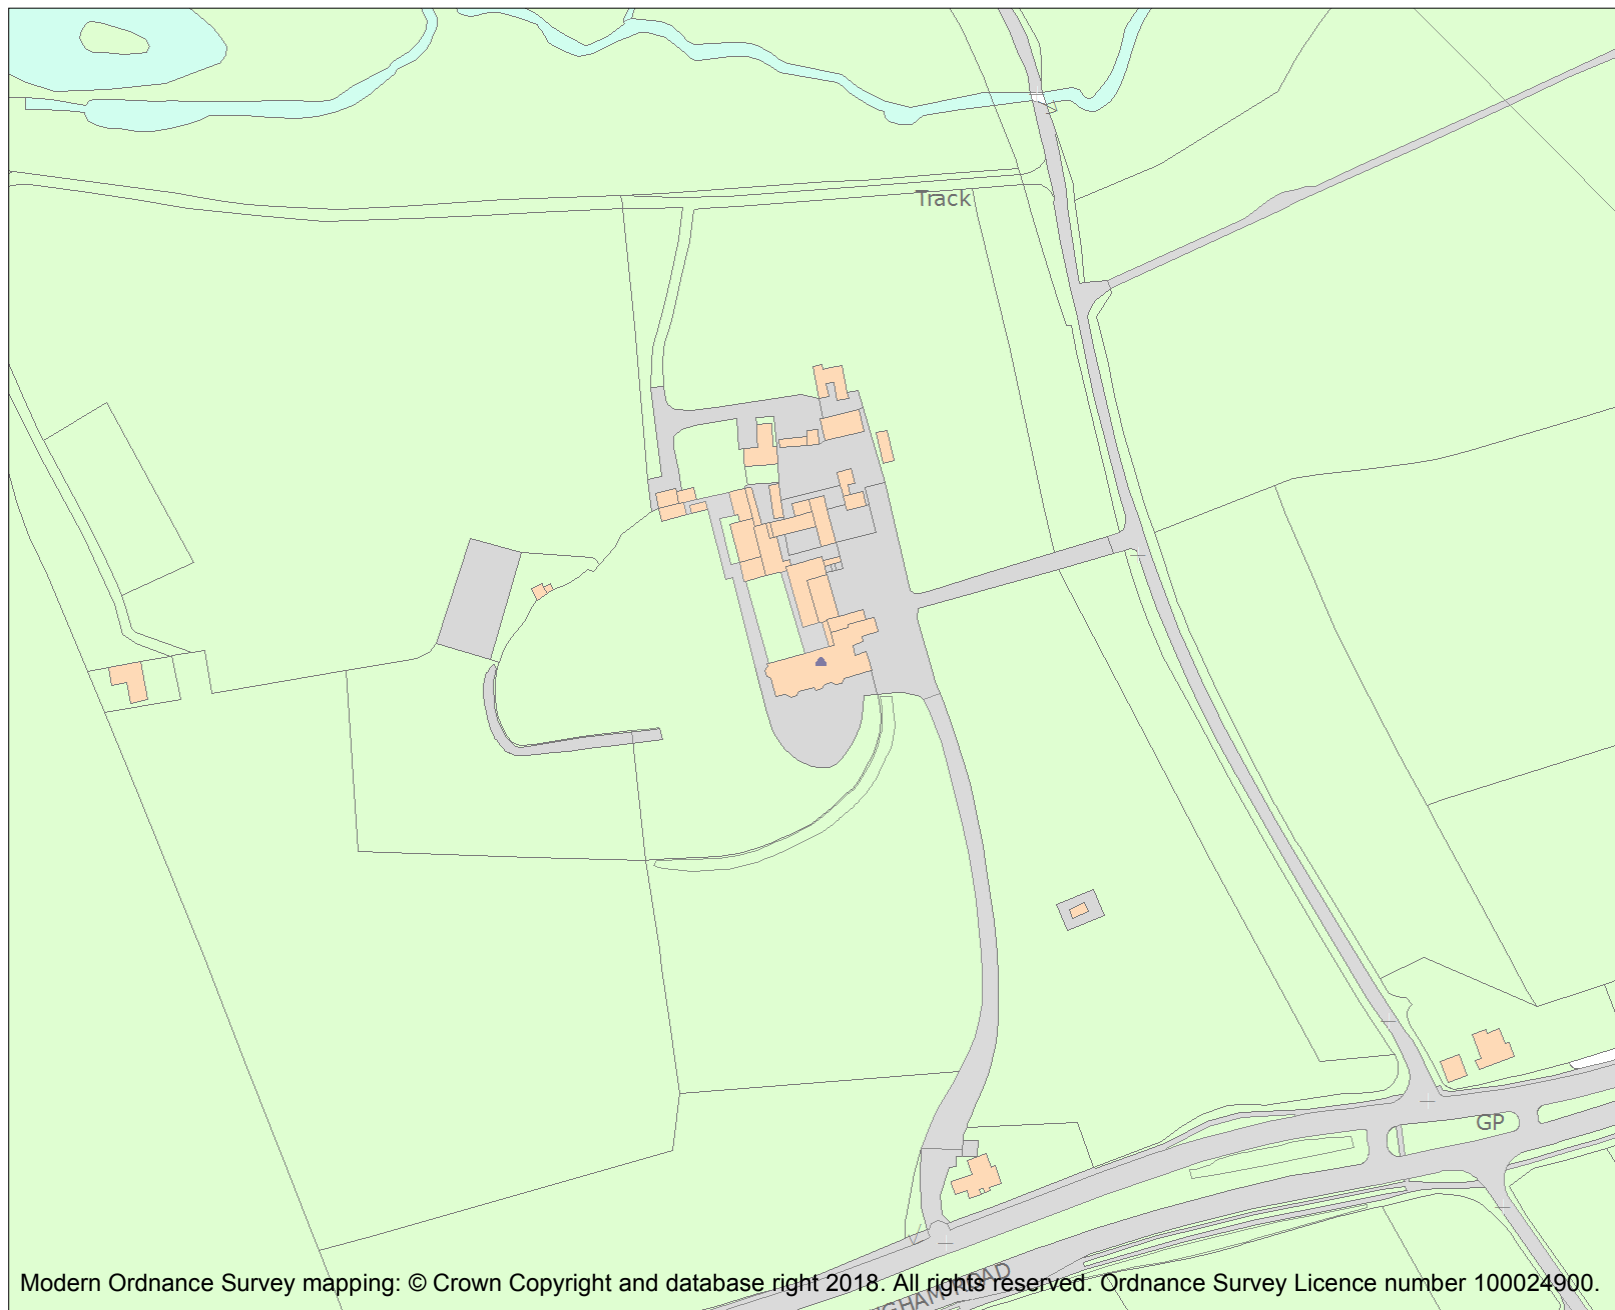 Track
GP
ROAD
Modern Ordnance Survey mapping: © Crown Copyright and database right 2018. All rights reserved. Ordnance Survey Licence number 100024900.